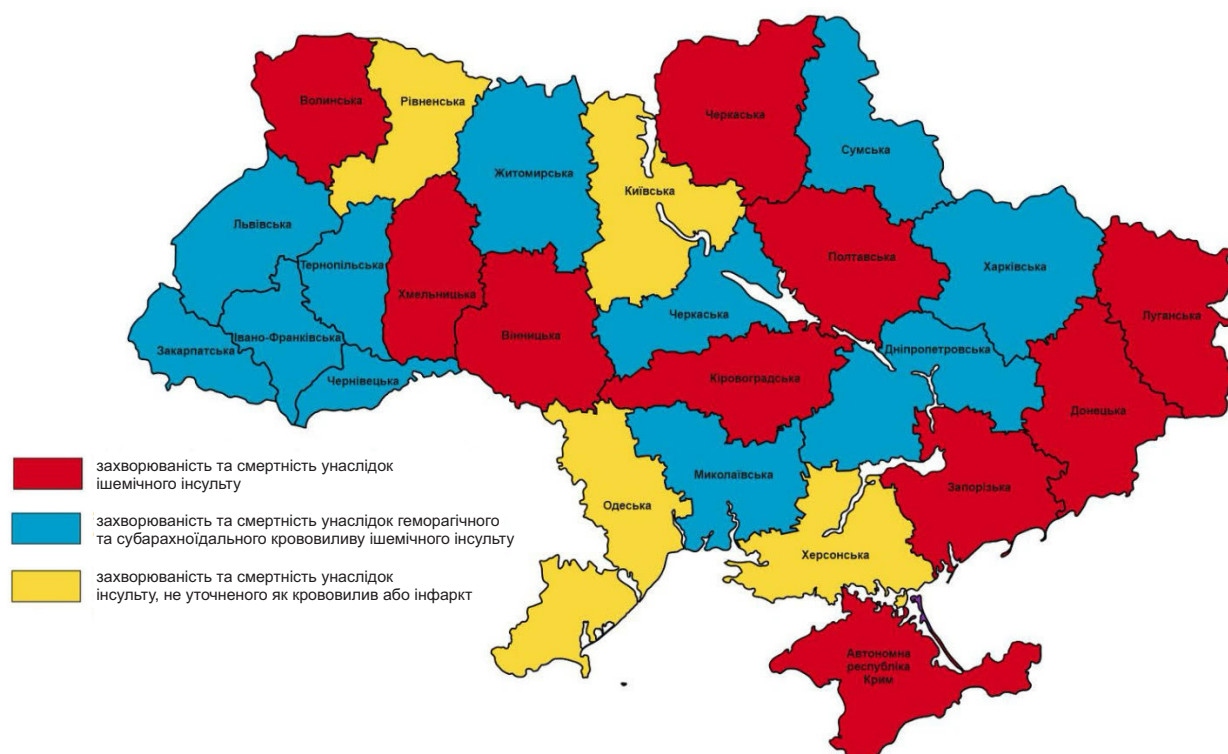 Волинська
Рівненська
Житомирська
Київська
Черкаська
Сумська
Львівська
Тернопільська
Хмельницька
Вінницька
Черкаська
Полтавська
Харківська
Луганська
Закарпатська
Івано-Франківська
Чернівецька
Кіровоградська
Дніпропетровська
Донецька
Одеська
Миколаївська
Запорізька
Херсонська
Автономна
республіка
Крим
захворюваність та смертність унаслідок
ішемічного інсульту
захворюваність та смертність унаслідок геморагічного
та субарахноїдального крововиливу ішемічного інсульту
захворюваність та смертність унаслідок
інсульту, не уточненого як крововилив або інфаркт